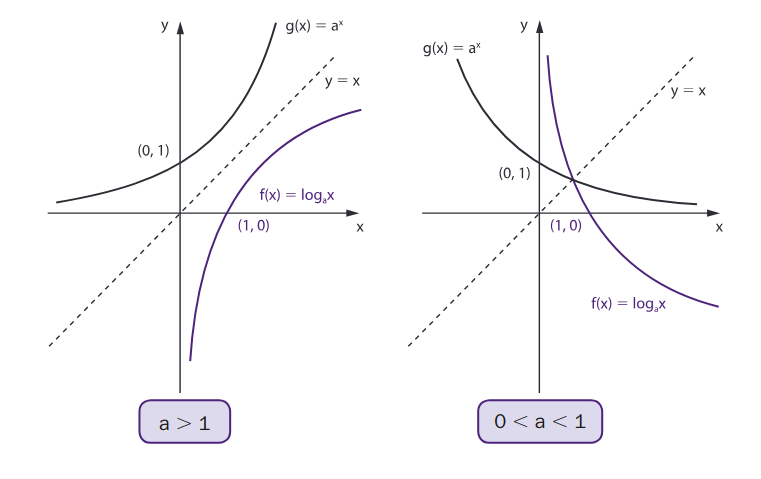 y
g(x) = aˣ
y = x
(0, 1)
f(x) = logₐx
(1, 0)
x
a > 1
y
g(x) = aˣ
y = x
(0, 1)
(1, 0)
x
f(x) = logₐx
0 < a < 1